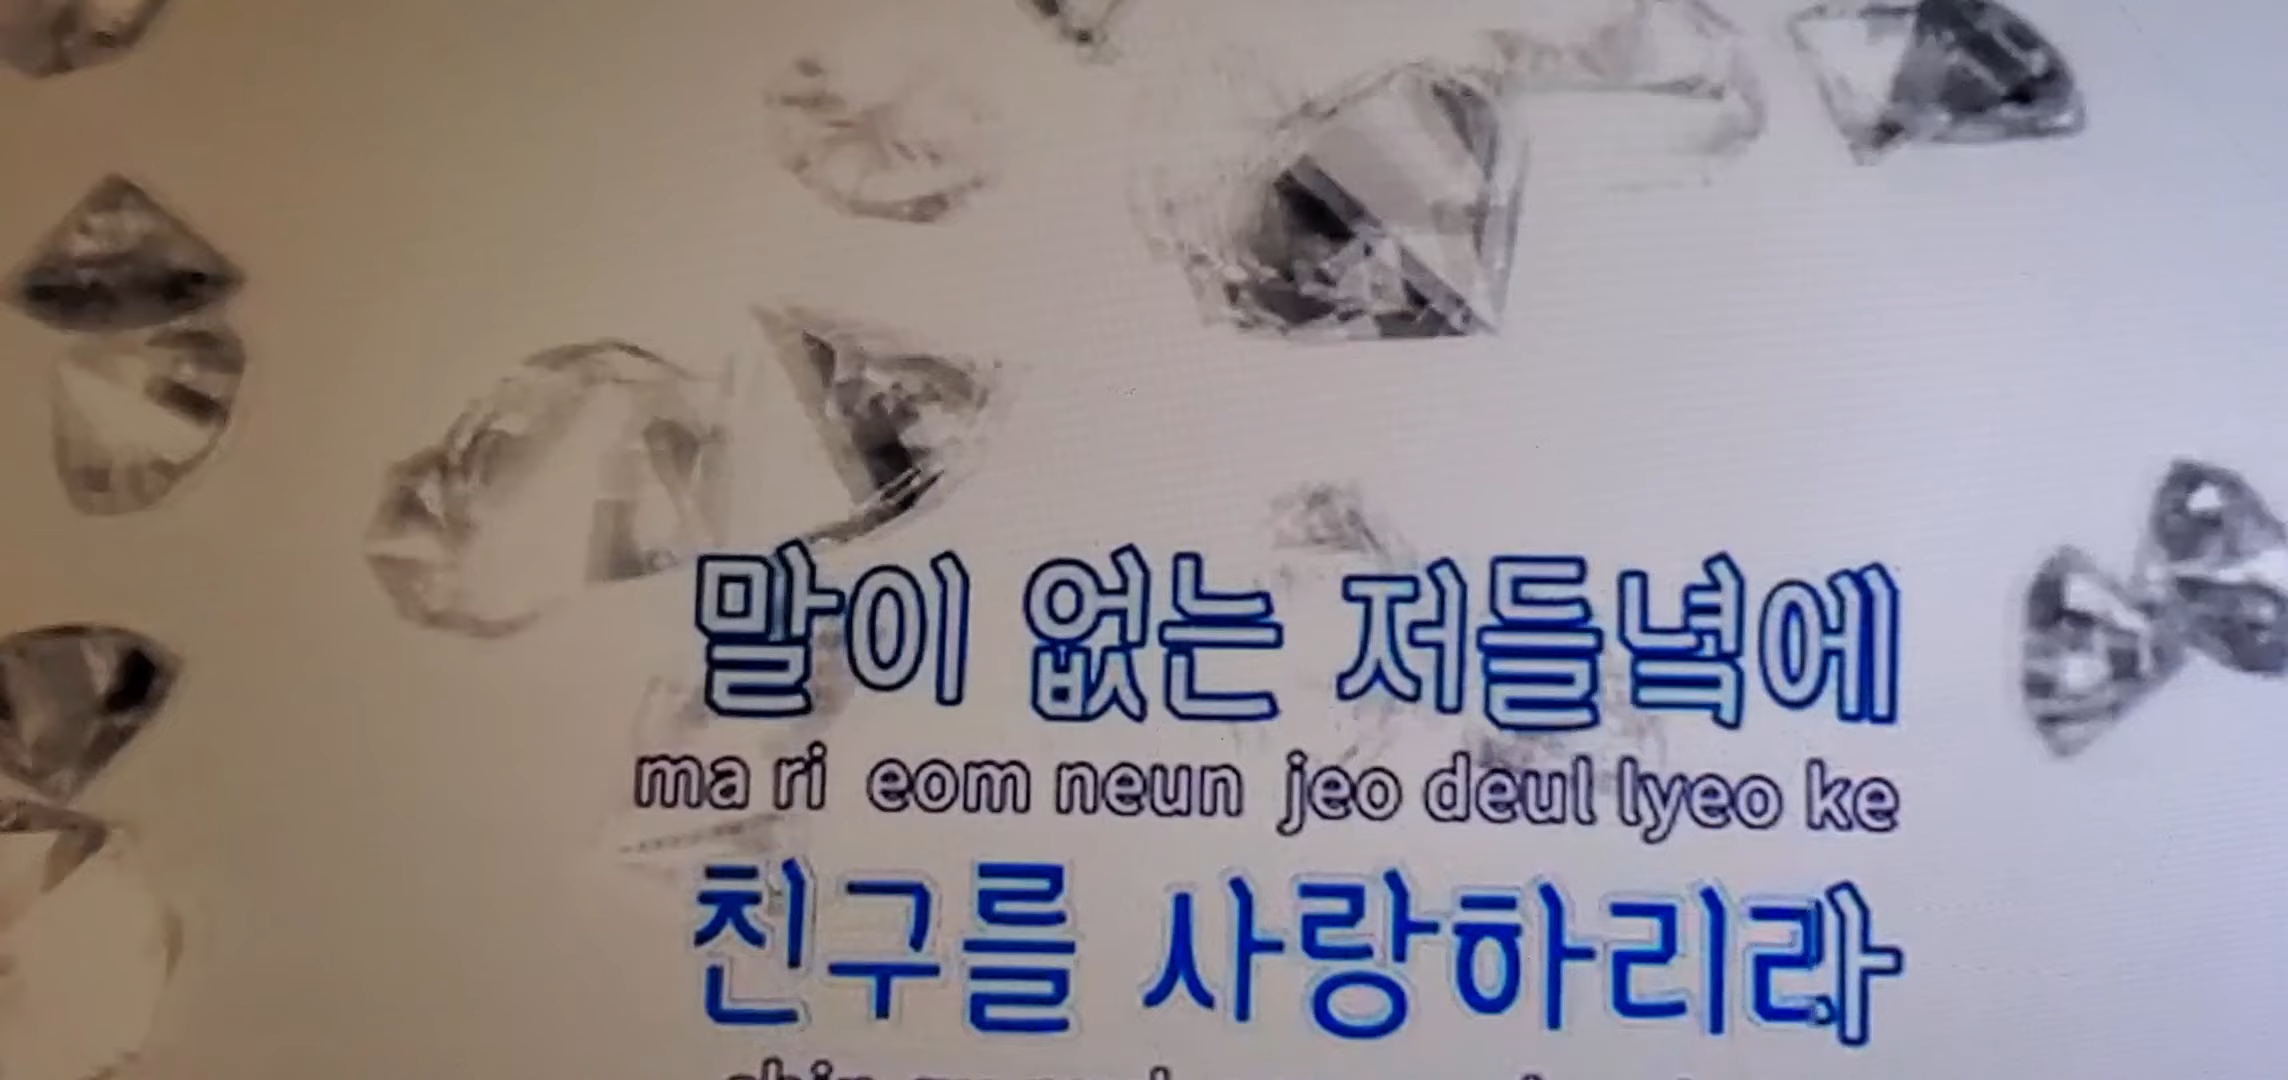 말이 없는 저들녘에
ma ri eom neun jeo deul lyeo ke
친구를 사랑하리라